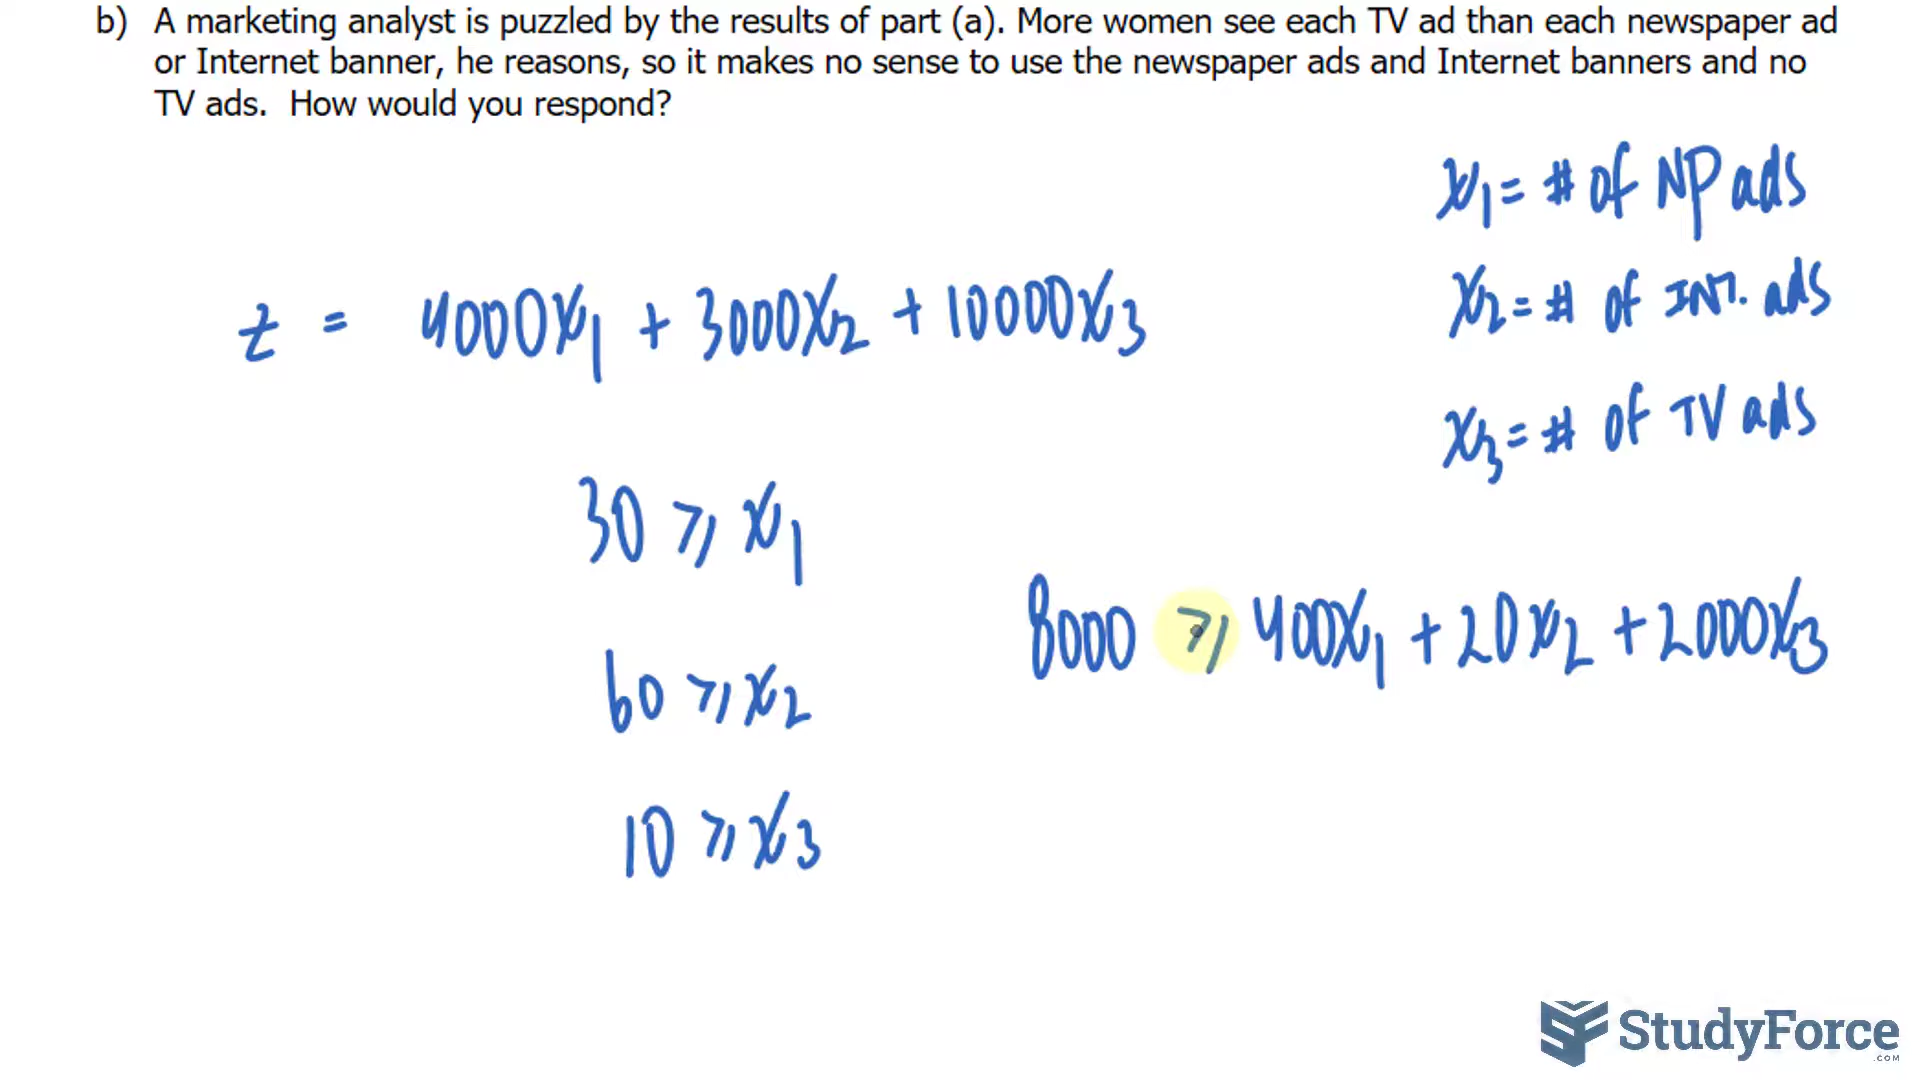 b) A marketing analyst is puzzled by the results of part (a). More women see each TV ad than each newspaper ad
or Internet banner, he reasons, so it makes no sense to use the newspaper ads and Internet banners and no
TV ads. How would you respond?
x1 = # of NP ads
x2 = # of INT. ads
x3 = # of TV ads
z = 4000x1 + 3000x2 + 10000x3
30 ≥ x1
60 ≥ x2
10 ≥ x3
8000 ≥ 400x1 + 20x2 + 2000x3
StudyForce
.COM